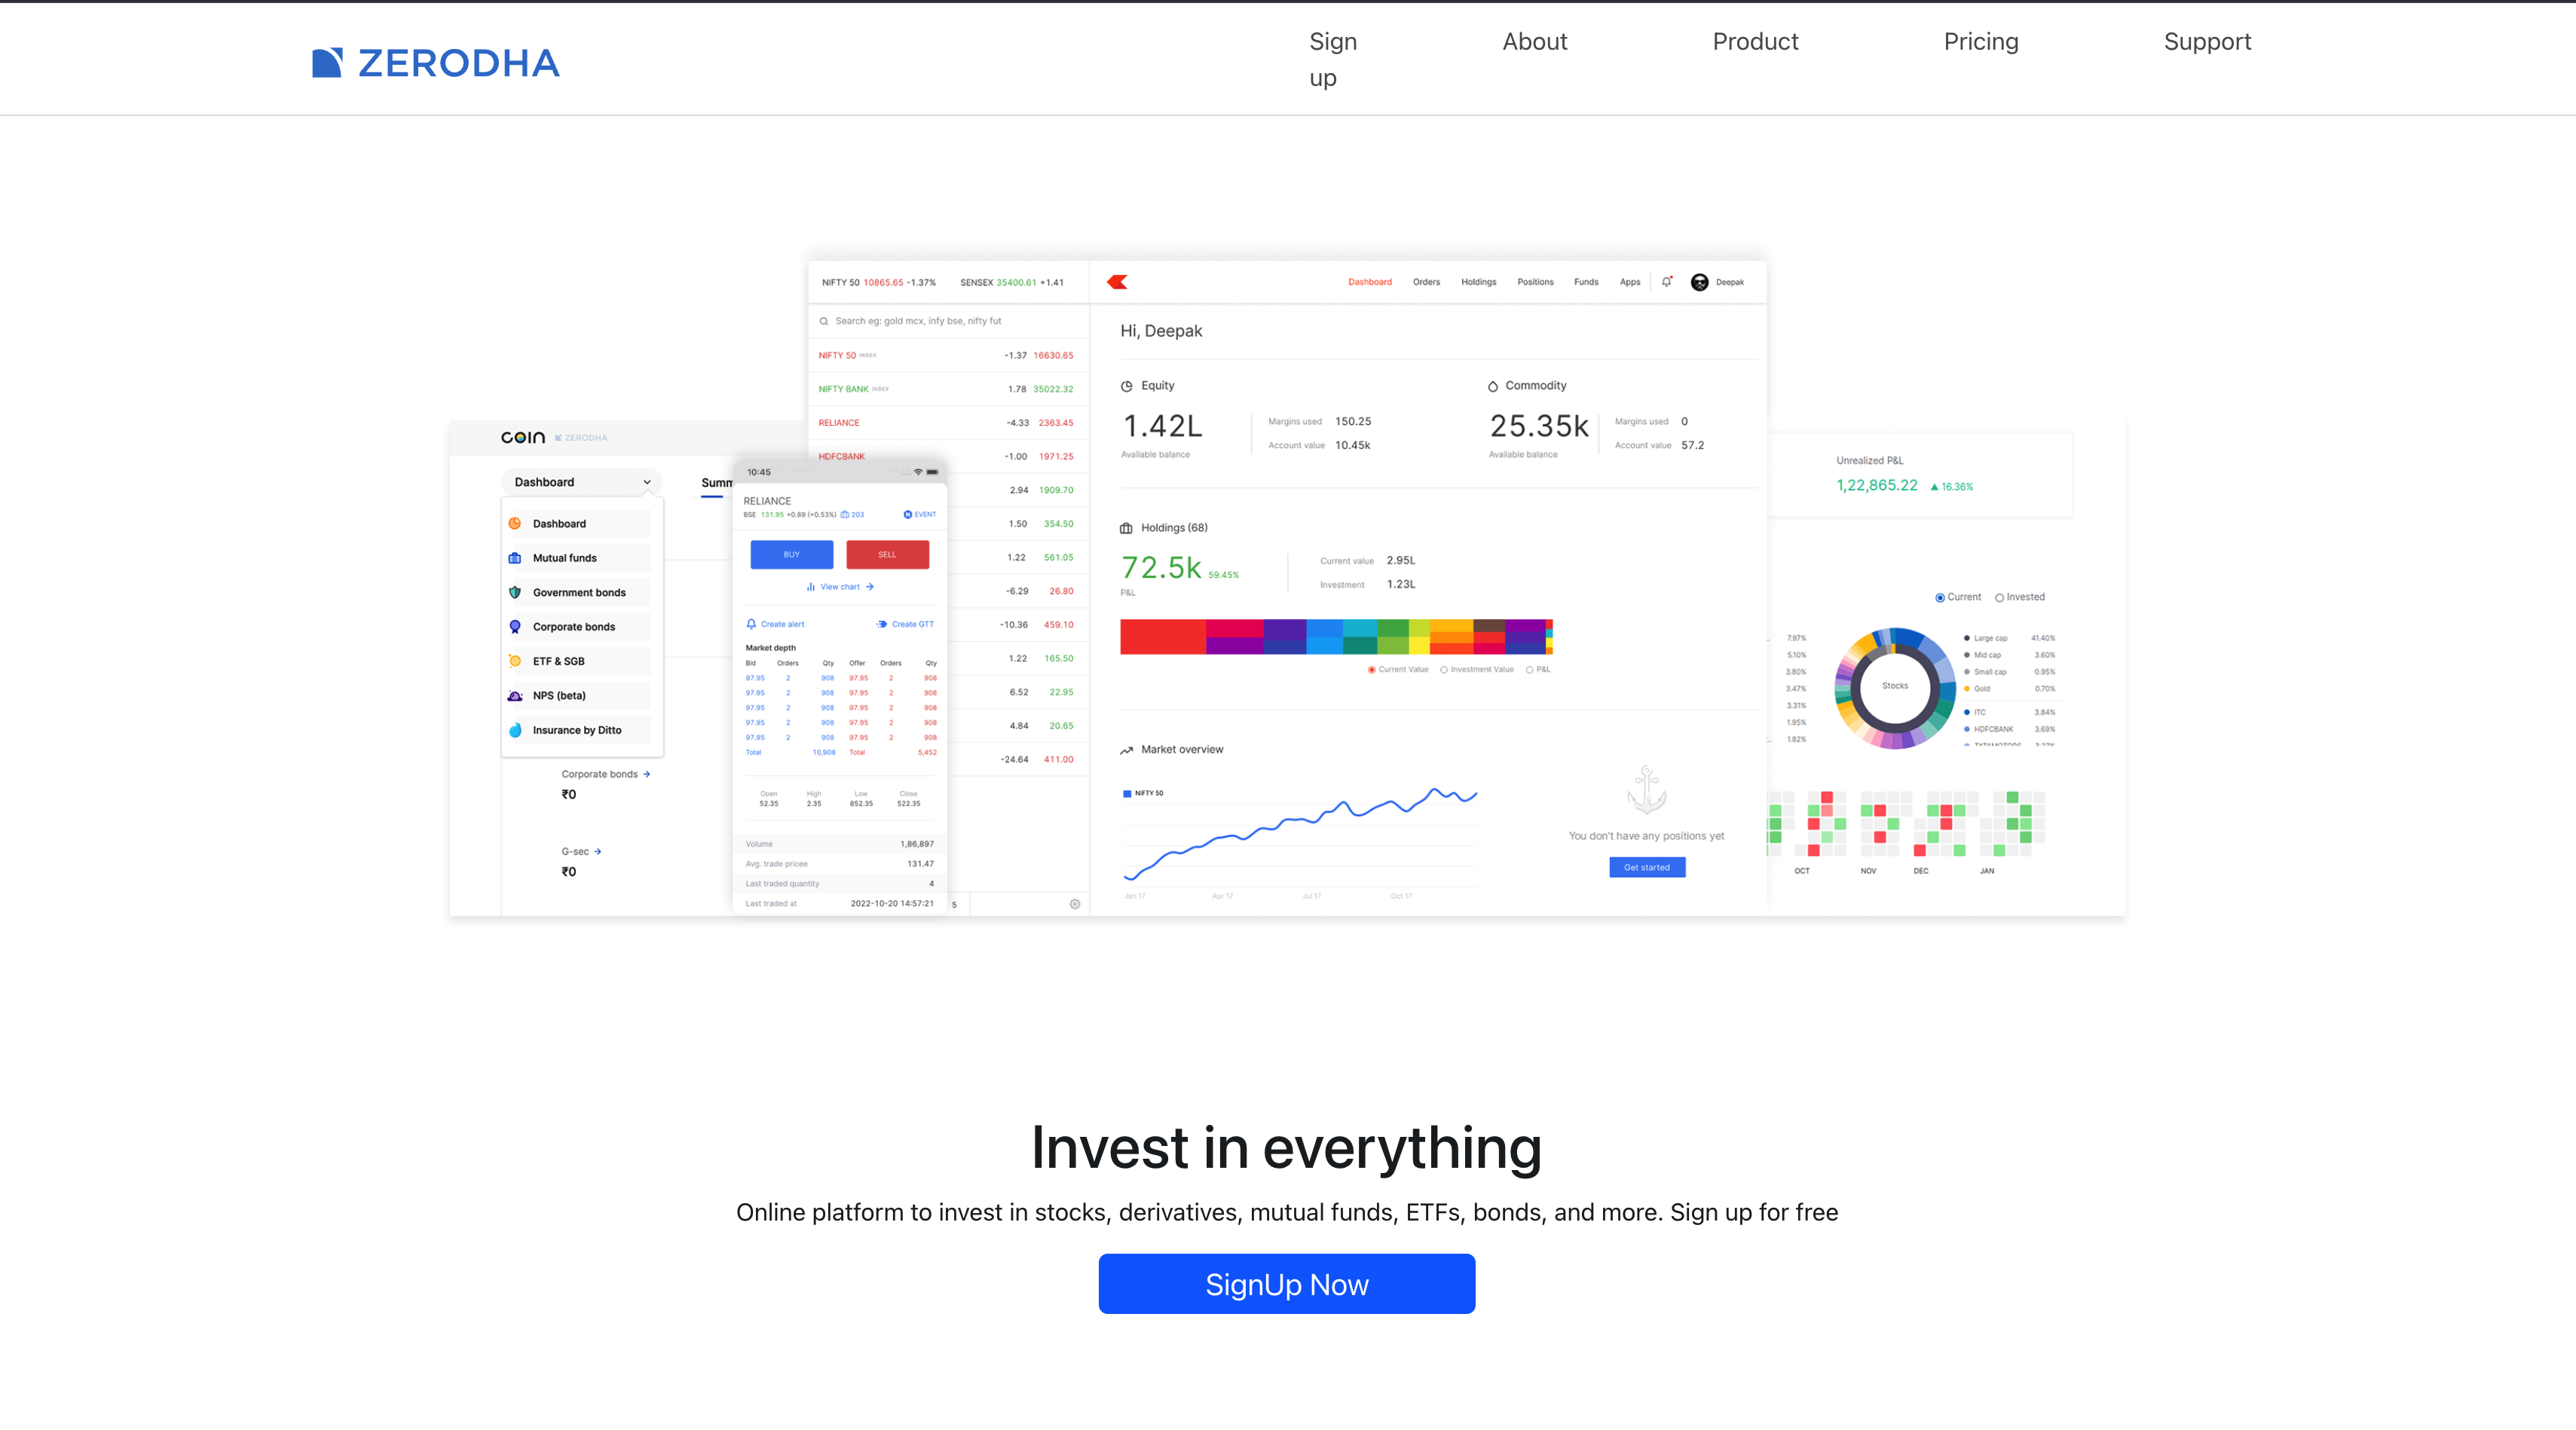 ZERODHA
Sign up
About
Product
Pricing
Support
NIFTY 50 10865.65 -1.37% SENSEX 35400.61 +1.41
Dashboard Orders Holdings Positions Funds Apps Deepak
Search eg: gold mcx, infy bse, nifty fut
NIFTY 50 INDEX -1.37 16630.65
NIFTY BANK INDEX 1.78 35022.32
RELIANCE -4.33 2363.45
HDFCBANK -1.00 1971.25
2.94 1909.70
1.50 354.50
1.22 561.05
-6.29 26.80
-10.36 459.10
1.22 165.50
6.52 22.95
4.84 20.65
-24.64 411.00
5
Hi, Deepak
Equity
1.42L
Available balance
Margins used 150.25
Account value 10.45k
Commodity
25.35k
Available balance
Margins used 0
Account value 57.2
Holdings (68)
72.5k 59.45%
P&L
Current value 2.95L
Investment 1.23L
Current Value Investment Value P&L
Market overview
NIFTY 50
Jan 17 Apr 17 Jul 17 Oct 17
You don't have any positions yet
Get started
COIN ZERODHA
Dashboard
Summ
Dashboard
Mutual funds
Government bonds
Corporate bonds
ETF & SGB
NPS (beta)
Insurance by Ditto
Corporate bonds →
₹0
G-sec →
₹0
10:45
RELIANCE
BSE 131.95 +0.89 (+0.53%) 203 EVENT
BUY SELL
View chart →
Create alert Create GTT
Market depth
Bid Orders Qty Offer Orders Qty
97.95 2 908 97.95 2 908
97.95 2 908 97.95 2 908
97.95 2 908 97.95 2 908
97.95 2 908 97.95 2 908
97.95 2 908 97.95 2 908
Total 10,908 Total 5,452
Open High Low Close
52.35 2.35 852.35 522.35
Volume 1,86,897
Avg. trade pricee 131.47
Last traded quantity 4
Last traded at 2022-10-20 14:57:21
Unrealized P&L
1,22,865.22 ▲ 16.36%
Current Invested
7.97%
5.10%
3.80%
3.47%
3.31%
1.95%
1.82%
Stocks
Large cap 41.40%
Mid cap 3.60%
Small cap 0.95%
Gold 0.70%
ITC 3.84%
HDFCBANK 3.69%
OCT NOV DEC JAN
Invest in everything
Online platform to invest in stocks, derivatives, mutual funds, ETFs, bonds, and more. Sign up for free
SignUp Now